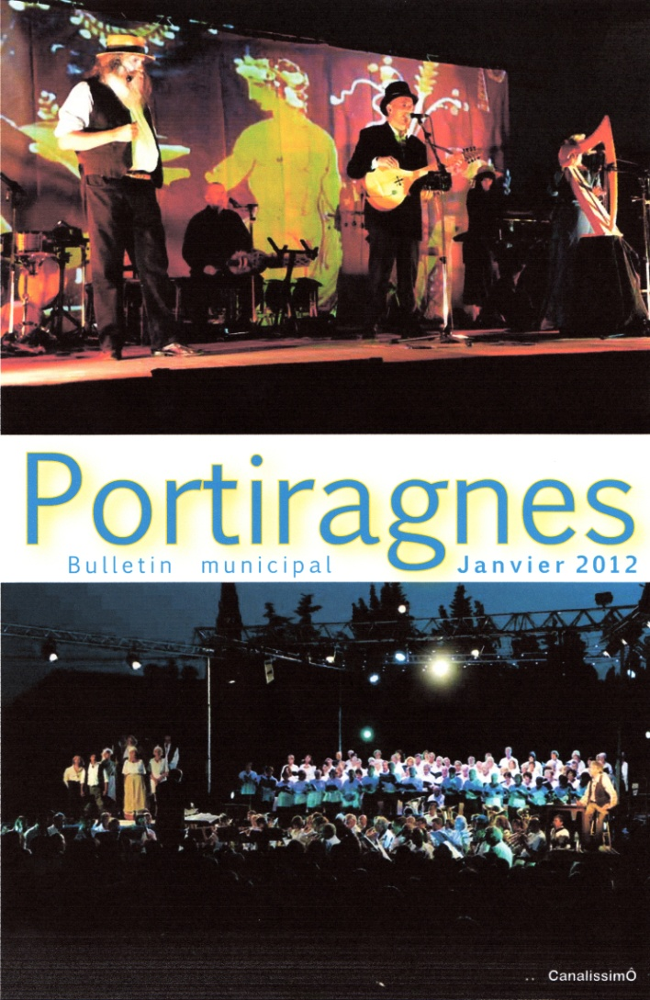 Portiragnes
Bulletin municipal Janvier 2012
CanalissimÔ